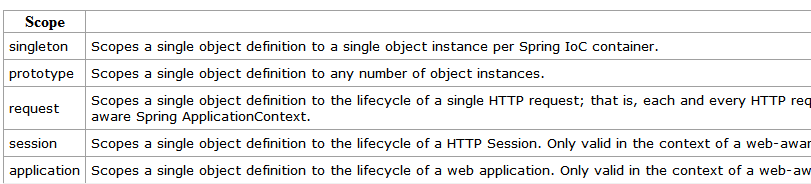 Scope
singleton Scopes a single object definition to a single object instance per Spring IoC container.
prototype Scopes a single object definition to any number of object instances.
request Scopes a single object definition to the lifecycle of a single HTTP request; that is, each and every HTTP req
aware Spring ApplicationContext.
session Scopes a single object definition to the lifecycle of a HTTP Session. Only valid in the context of a web-awar
application Scopes a single object definition to the lifecycle of a web application. Only valid in the context of a web-aw